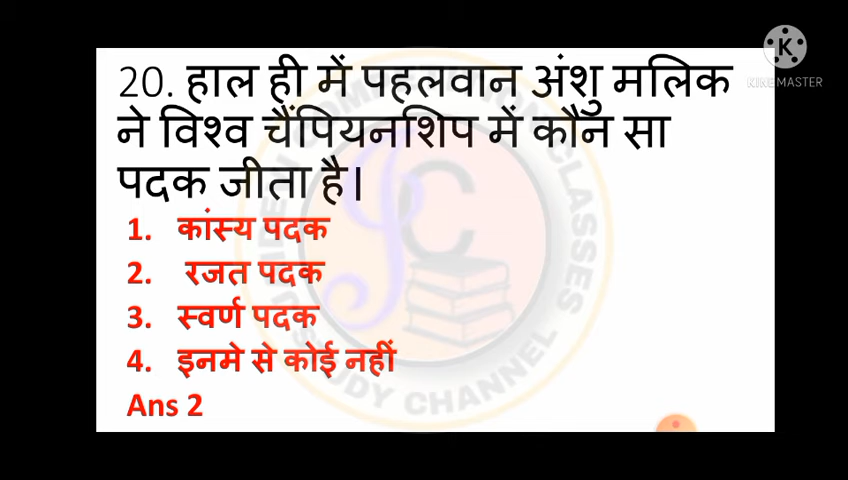 KINEMASTER
20. हाल ही में पहलवान अंशु मलिक
ने विश्व चैंपियनशिप में कौन सा
पदक जीता है।
1. कांस्य पदक
2. रजत पदक
3. स्वर्ण पदक
4. इनमे से कोई नहीं
Ans 2